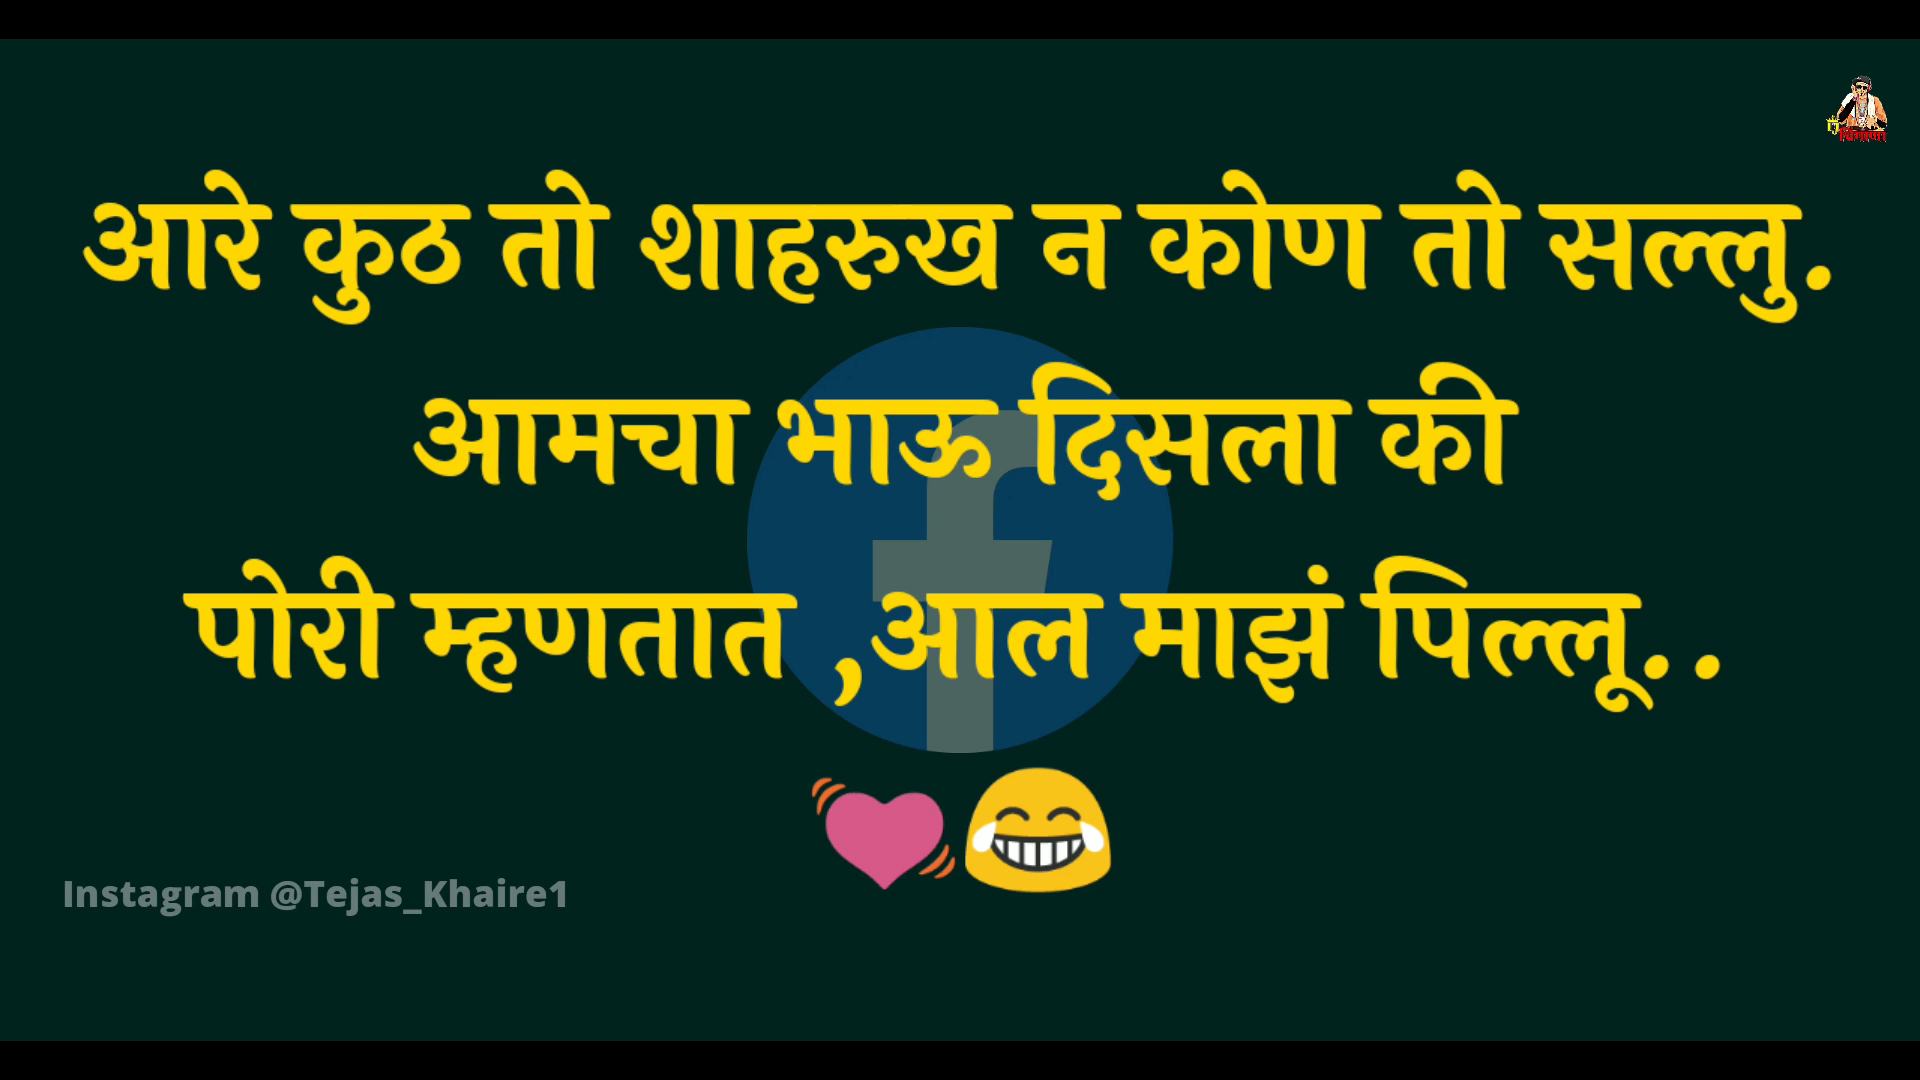 आरे कुठ तो शाहरुख न कोण तो सल्लु.
आमचा भाऊ दिसला की
पोरी म्हणतात ,आल माझं पिल्लू..
💓😂
Instagram @Tejas_Khaire1